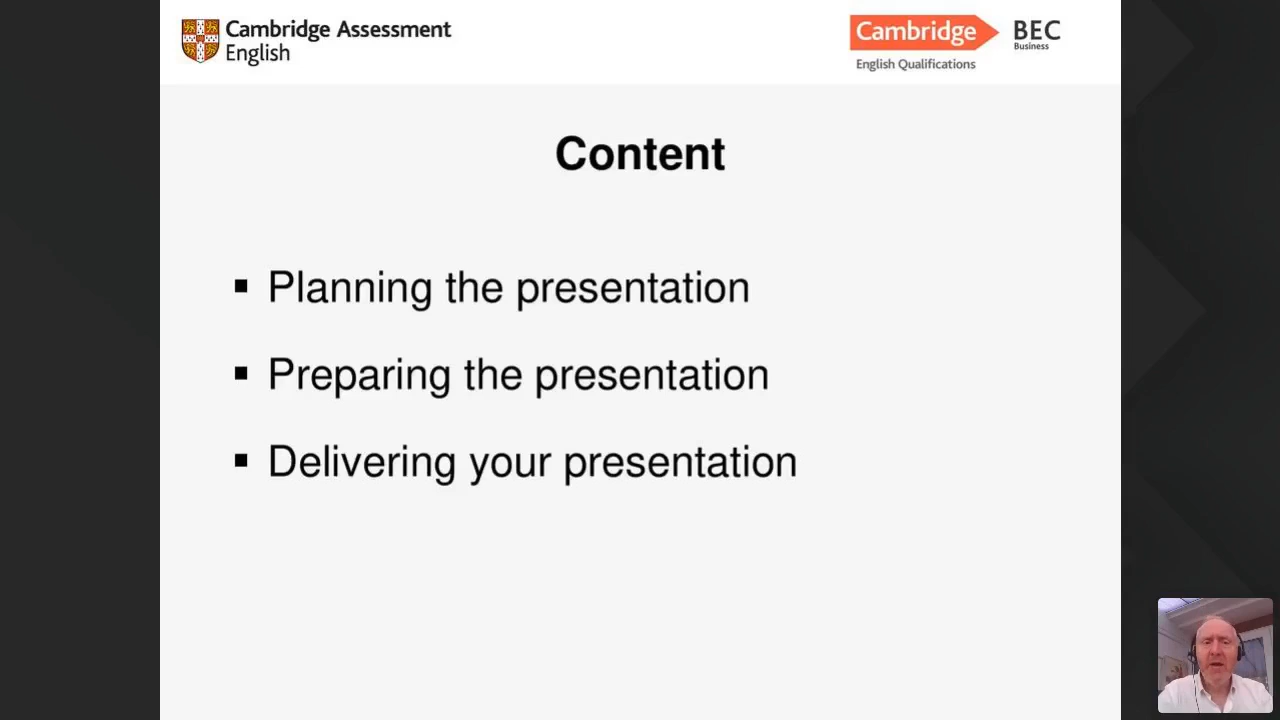 Cambridge Assessment
English
Cambridge
English Qualifications
BEC
Business
Content
▪ Planning the presentation
▪ Preparing the presentation
▪ Delivering your presentation